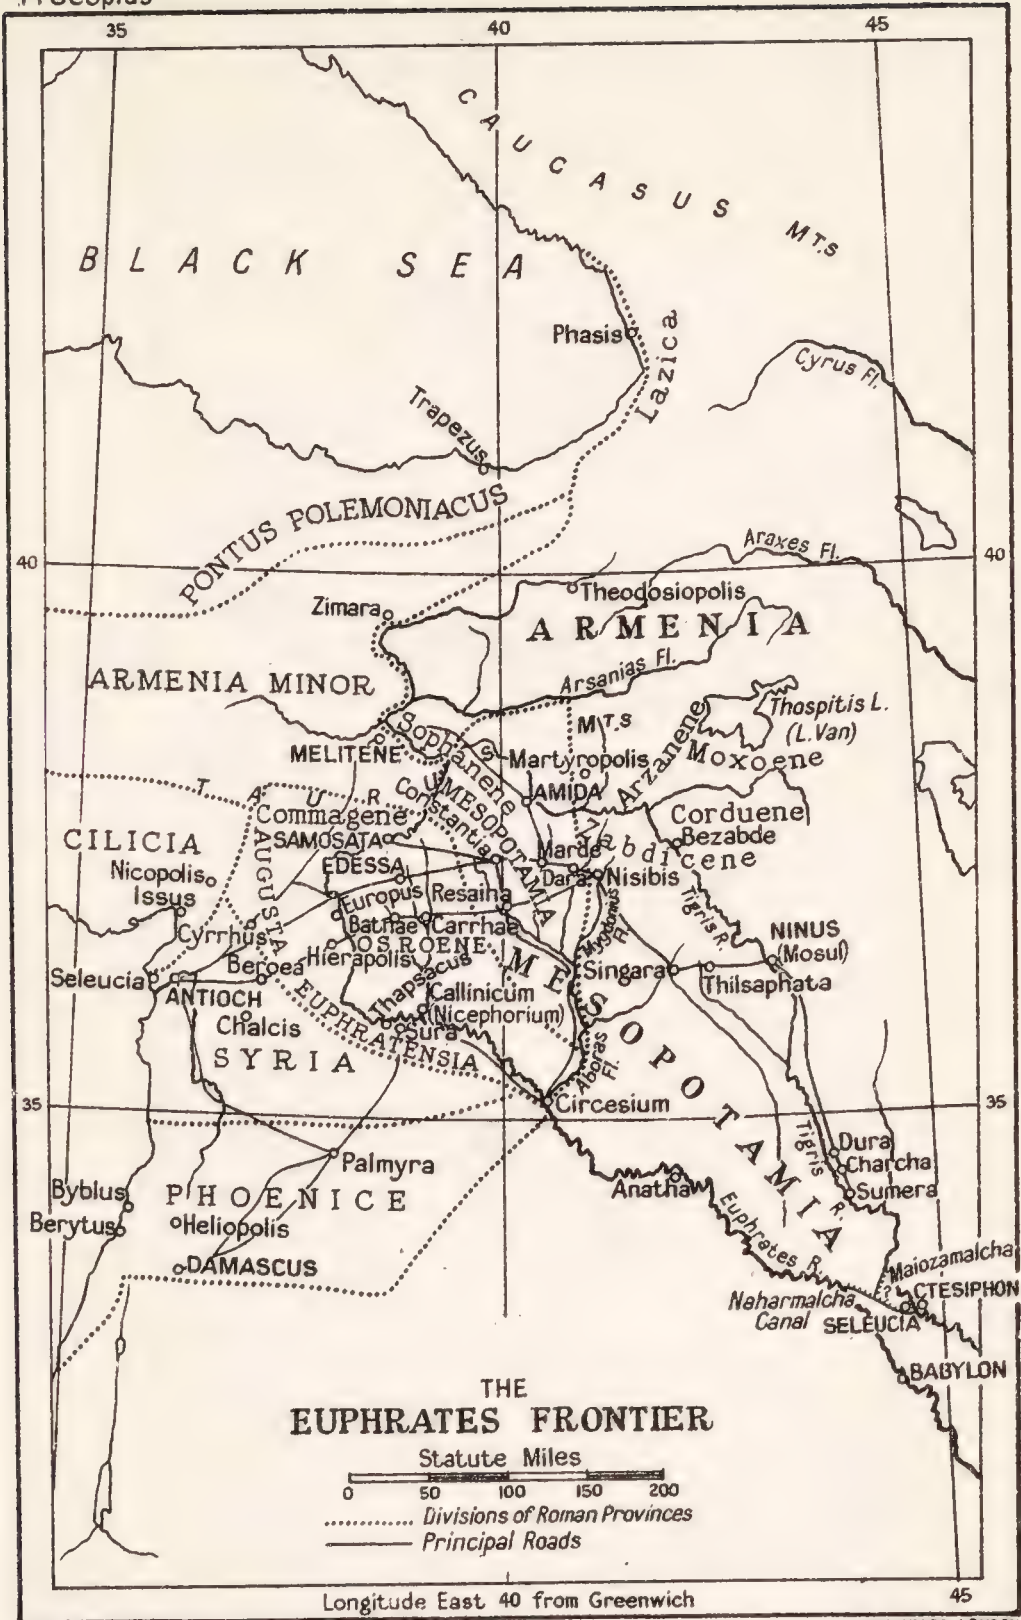 Procopius
35
40
45
CAUCASUS MTS
BLACK SEA
Phasis
Lazica
Cyrus Fl.
Trapezus
PONTUS POLEMONIACUS
Araxes Fl.
40
40
Theodosiopolis
Zimara
ARMENIA
ARMENIA MINOR
Arsanias Fl.
Thospitis L.
(L.Van)
MTS
Sophanene
S
MELITENE
Martyropolis
Arzanene
Moxoene
TAUR
U
AMIDA
Commagene
Constantia
MESOPOTAMIA
Corduene
CILICIA
SAMOSATA
Marde
Zabdicene
Bezabde
AUGUSTA
EDESSA
Dara
Nisibis
Nicopolis
Issus
Europus
Resaina
Mygdonius
R.
Tigris R.
Cyrrhus
Batnae
Carrhae
NINUS
(Mosul)
Hierapolis
OSROENE
Seleucia
Beroea
Singara
Thilsaphata
ANTIOCH
Thapsacus
Callinicum
(Nicephorium)
Chalcis
EUPHRATENSIA
Sura
MESOPOTAMIA
SYRIA
Aboras
Fl.
35
35
Circesium
Tigris R.
Dura
Charcha
Palmyra
Sumera
Anatha
Byblus
PHOENICE
Berytus
Heliopolis
Euphrates R.
DAMASCUS
Maiozamalcha
?
CTESIPHON
Naharmalcha
Canal
SELEUCIA
BABYLON
THE
EUPHRATES FRONTIER
Statute Miles
0 50 100 150 200
Divisions of Roman Provinces
Principal Roads
Longitude East 40 from Greenwich
45